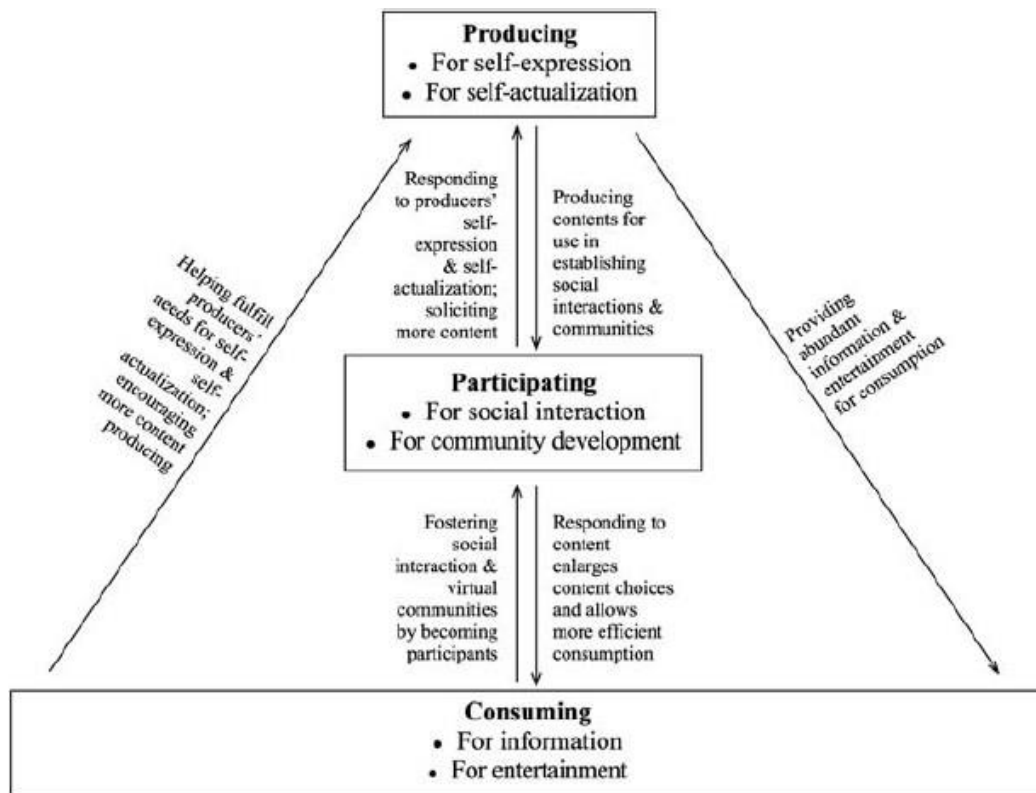 Producing
• For self-expression
• For self-actualization
Responding
to producers’
self-
expression
& self-
actualization;
soliciting
more content
Producing
contents for
use in
establishing
social
interactions &
communities
Helping fulfill
producers’
needs for self-
expression &
self-
actualization;
encouraging
more content
producing
Providing
abundant
information &
entertainment
for consumption
Participating
• For social interaction
• For community development
Fostering
social
interaction &
virtual
communities
by becoming
participants
Responding to
content
enlarges
content choices
and allows
more efficient
consumption
Consuming
• For information
• For entertainment